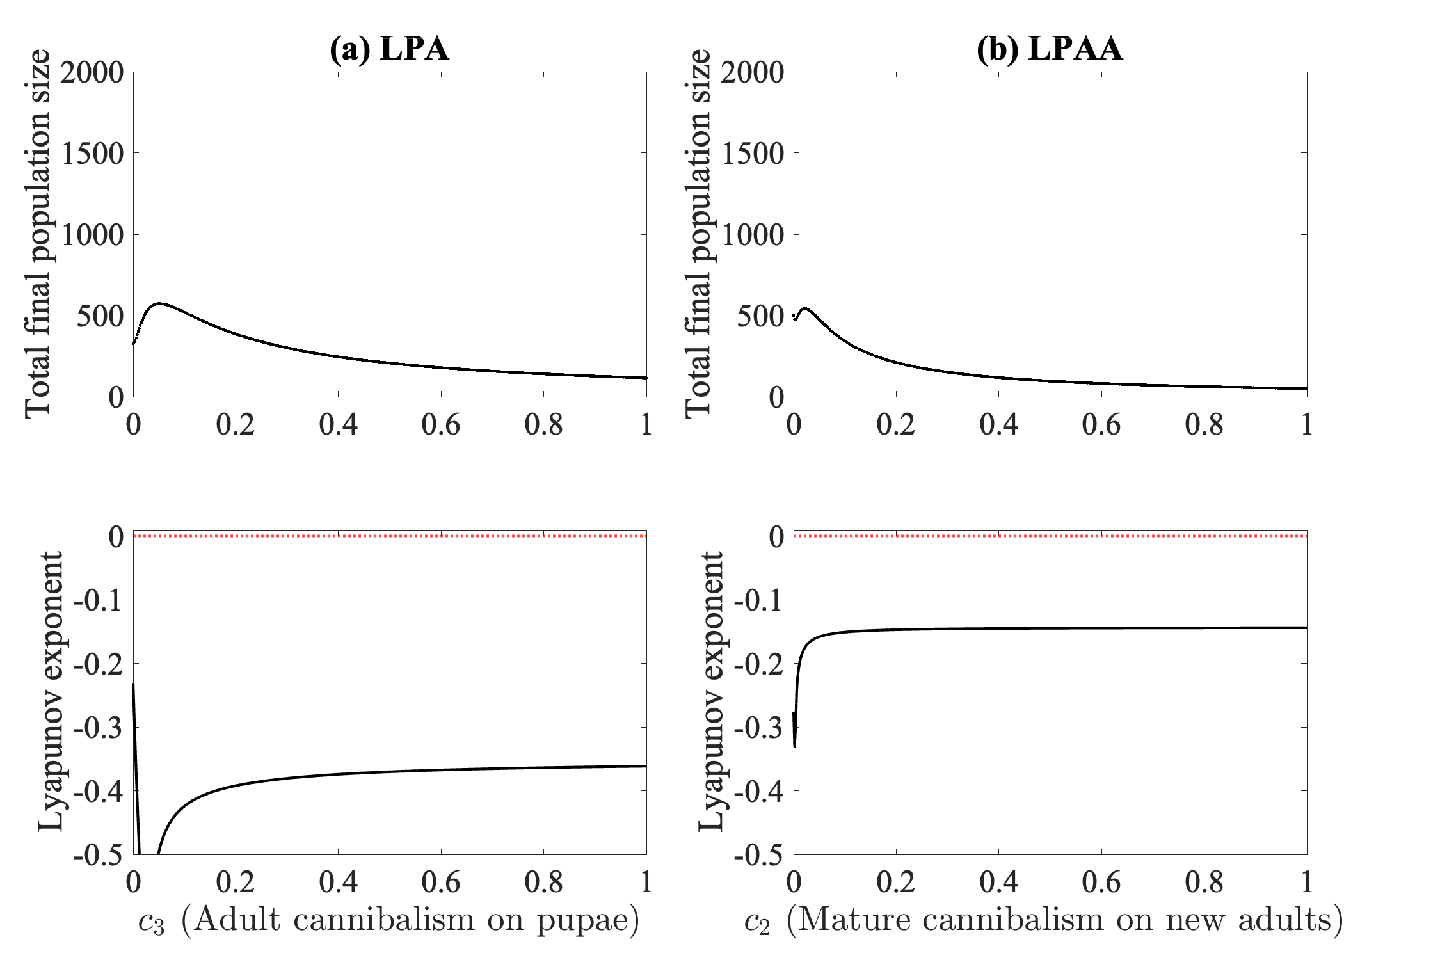 (a) LPA
(b) LPAA
Total final population size
2000
1500
1000
500
0
0 0.2 0.4 0.6 0.8 1
Total final population size
2000
1500
1000
500
0
0 0.2 0.4 0.6 0.8 1
Lyapunov exponent
0
-0.1
-0.2
-0.3
-0.4
-0.5
0 0.2 0.4 0.6 0.8 1
c₃ (Adult cannibalism on pupae)
Lyapunov exponent
0
-0.1
-0.2
-0.3
-0.4
-0.5
0 0.2 0.4 0.6 0.8 1
c₂ (Mature cannibalism on new adults)